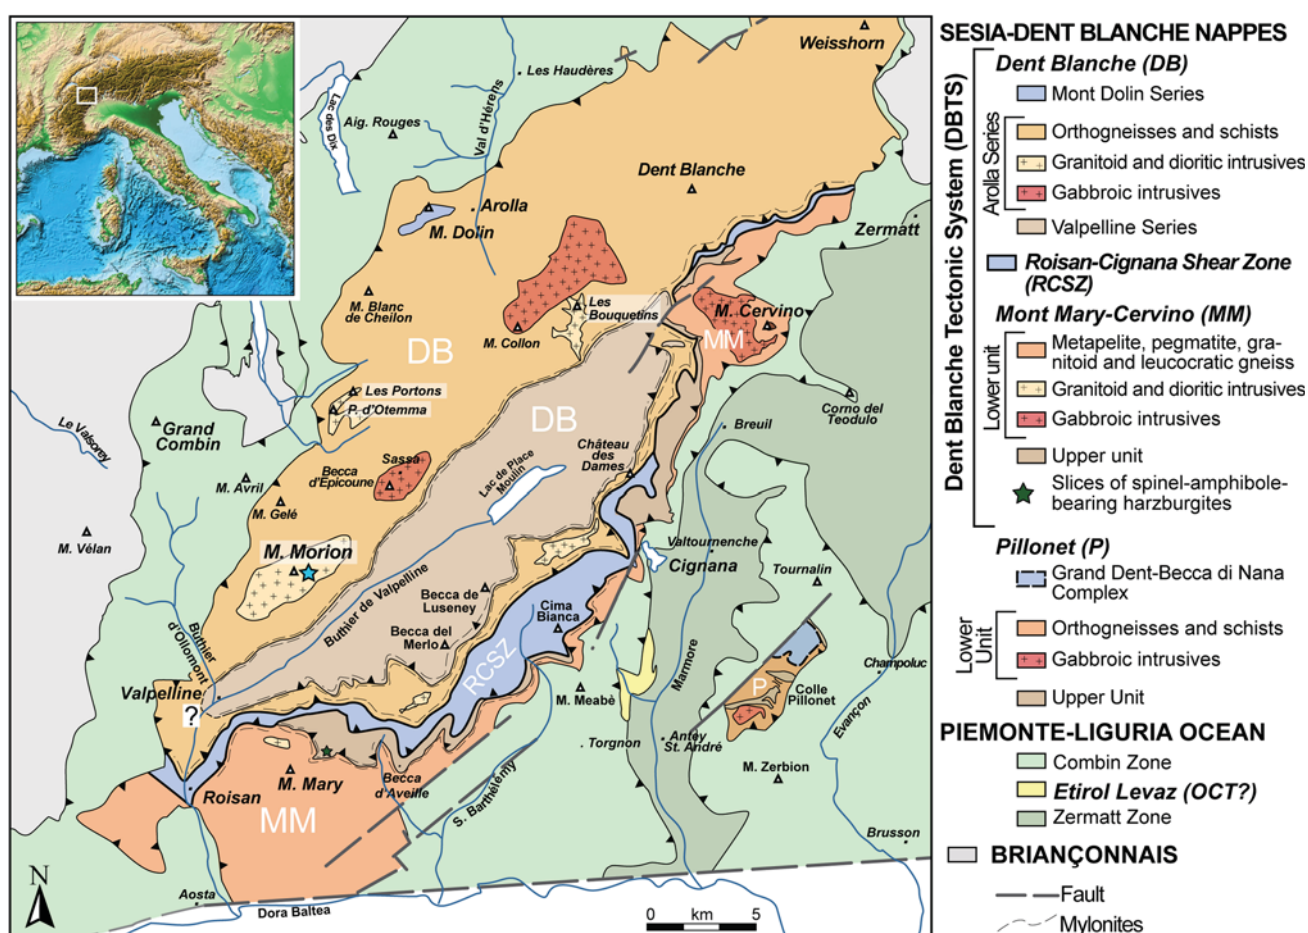 Weisshorn
Les Haudères
Lac des Dix
Aig. Rouges
Val d'Hérens
Dent Blanche
Arolla
M. Dolin
Zermatt
M. Blanc
de Cheilon
Les
Bouquetins
M. Cervino
M. Collon
DB
MM
Les Portons
P. d'Otemma
Corno del
Teodulo
Le Valsorey
Grand
Combin
DB
Breuil
Sassa
Becca
d'Epicoune
Château
des
Dames
Lac de Place
Moulin
M. Avril
M. Gelé
M. Vélan
M. Morion
Valtournenche
Cignana
Tournalin
Buthier de Valpelline
Becca de
Luseney
Cima
Bianca
Buthier
d'Ollomont
Becca del
Merlo
RCSZ
Marmore
Champoluc
Valpelline
?
M. Meabè
P
Colle
Pillonet
Evançon
Torgnon
Antey
St. André
M. Zerbion
Roisan
M. Mary
Becca
d'Aveille
S. Barthélémy
MM
Brusson
N
Aosta
Dora Baltea
0 km 5
SESIA-DENT BLANCHE NAPPES
Dent Blanche Tectonic System (DBTS)
Dent Blanche (DB)
Mont Dolin Series
Arolla Series
Orthogneisses and schists
Granitoid and dioritic intrusives
Gabbroic intrusives
Valpelline Series
Roisan-Cignana Shear Zone
(RCSZ)
Mont Mary-Cervino (MM)
Lower unit
Metapelite, pegmatite, gra-
nitoid and leucocratic gneiss
Granitoid and dioritic intrusives
Gabbroic intrusives
Upper unit
Slices of spinel-amphibole-
bearing harzburgites
Pillonet (P)
Grand Dent-Becca di Nana
Complex
Lower
Unit
Orthogneisses and schists
Gabbroic intrusives
Upper Unit
PIEMONTE-LIGURIA OCEAN
Combin Zone
Etirol Levaz (OCT?)
Zermatt Zone
BRIANÇONNAIS
Fault
Mylonites